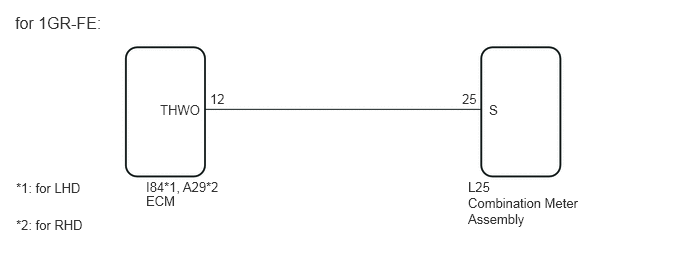 for 1GR-FE:
THWO
12
25
S
I84*1, A29*2
ECM
L25
Combination Meter
Assembly
*1: for LHD
*2: for RHD